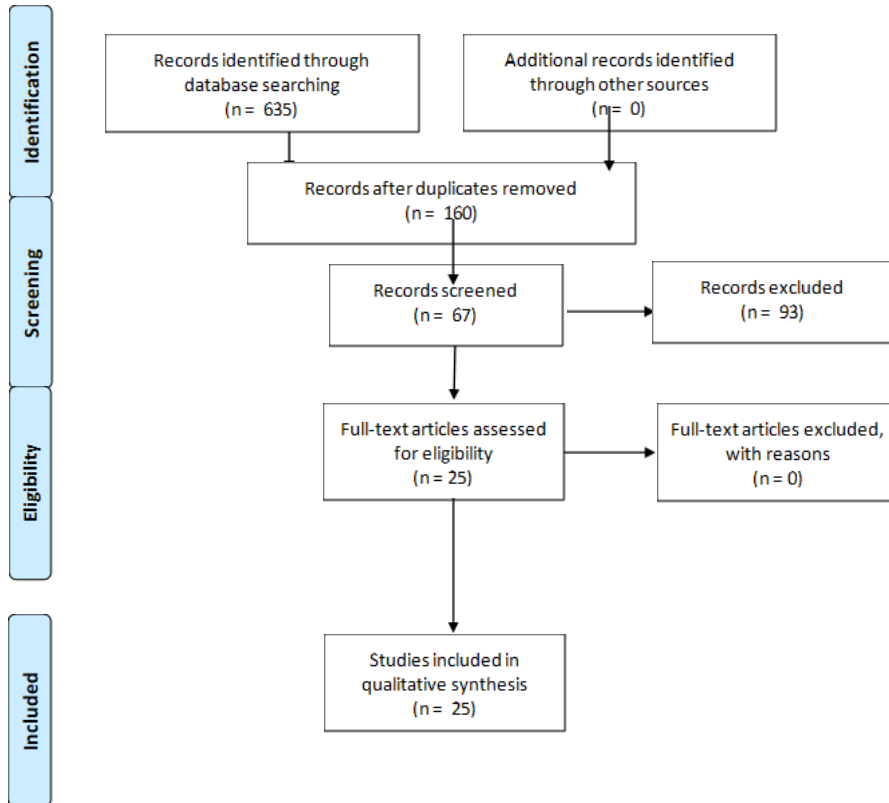 Identification
Records identified through
database searching
(n = 635)
Additional records identified
through other sources
(n = 0)
Records after duplicates removed
(n = 160)
Screening
Records screened
(n = 67)
Records excluded
(n = 93)
Eligibility
Full-text articles assessed
for eligibility
(n = 25)
Full-text articles excluded,
with reasons
(n = 0)
Included
Studies included in
qualitative synthesis
(n = 25)